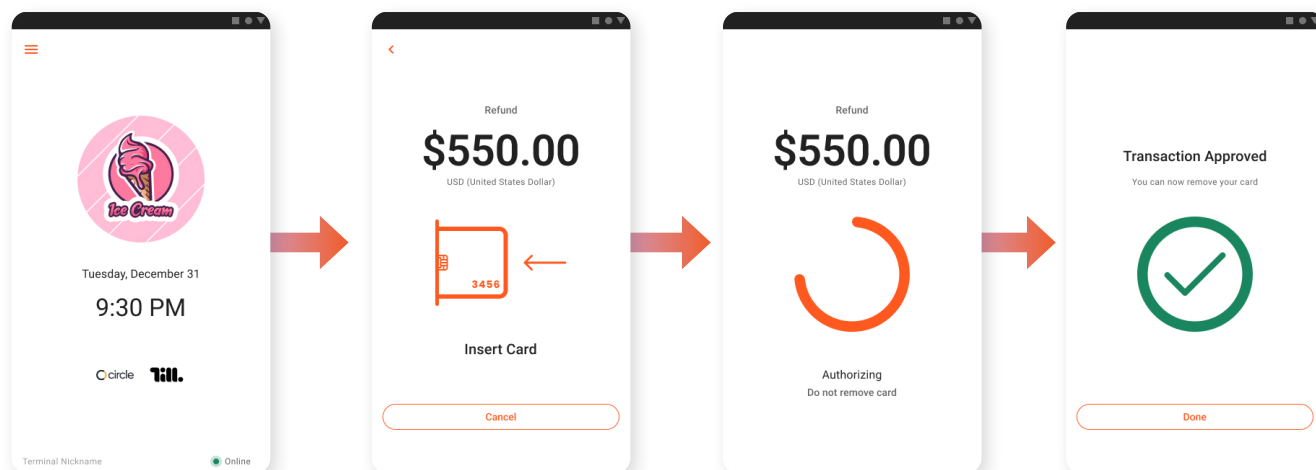 Ice Cream
Tuesday, December 31
9:30 PM
circle Till.
Terminal Nickname Online
Refund
$550.00
USD (United States Dollar)
3456
Insert Card
Cancel
Refund
$550.00
USD (United States Dollar)
Authorizing
Do not remove card
Transaction Approved
You can now remove your card
Done